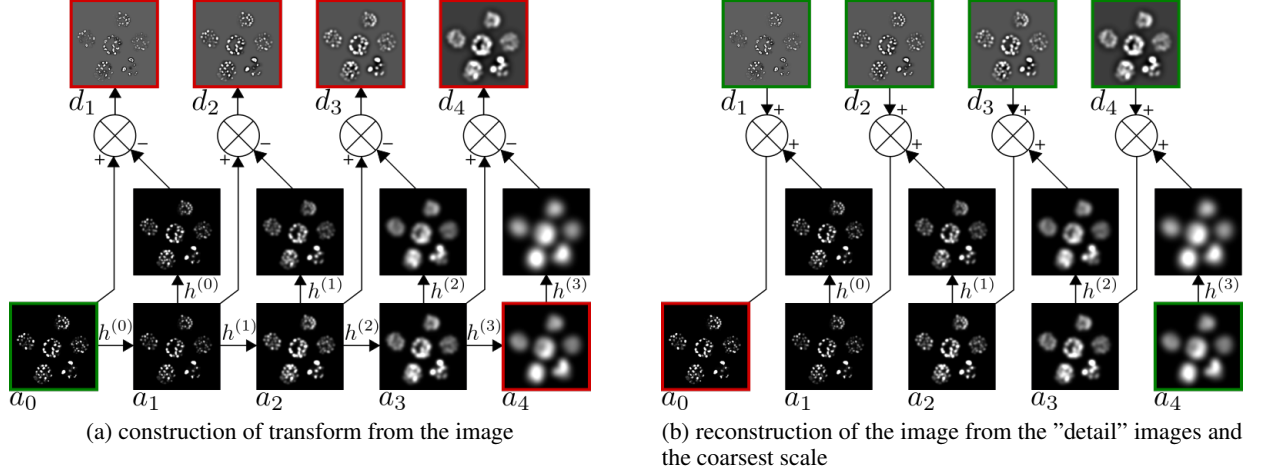 d₁ d₂ d₃ d₄ d₁ d₂ d₃ d₄
+ − + − + − + − + + + + + + + +
h⁽⁰⁾ h⁽¹⁾ h⁽²⁾ h⁽³⁾ h⁽⁰⁾ h⁽¹⁾ h⁽²⁾ h⁽³⁾
h⁽⁰⁾ h⁽¹⁾ h⁽²⁾ h⁽³⁾
a₀ a₁ a₂ a₃ a₄ a₀ a₁ a₂ a₃ a₄
(a) construction of transform from the image
(b) reconstruction of the image from the ”detail” images and
the coarsest scale